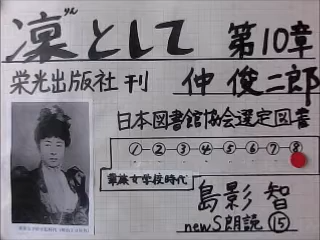 りん
凛として 第10章
栄光出版社 刊 仲 俊二郎
日本図書館協会選定図書
①-②-③-④-⑤-⑥-⑦-⑧
華族女学校時代
島影 智
newS朗読 ⑮